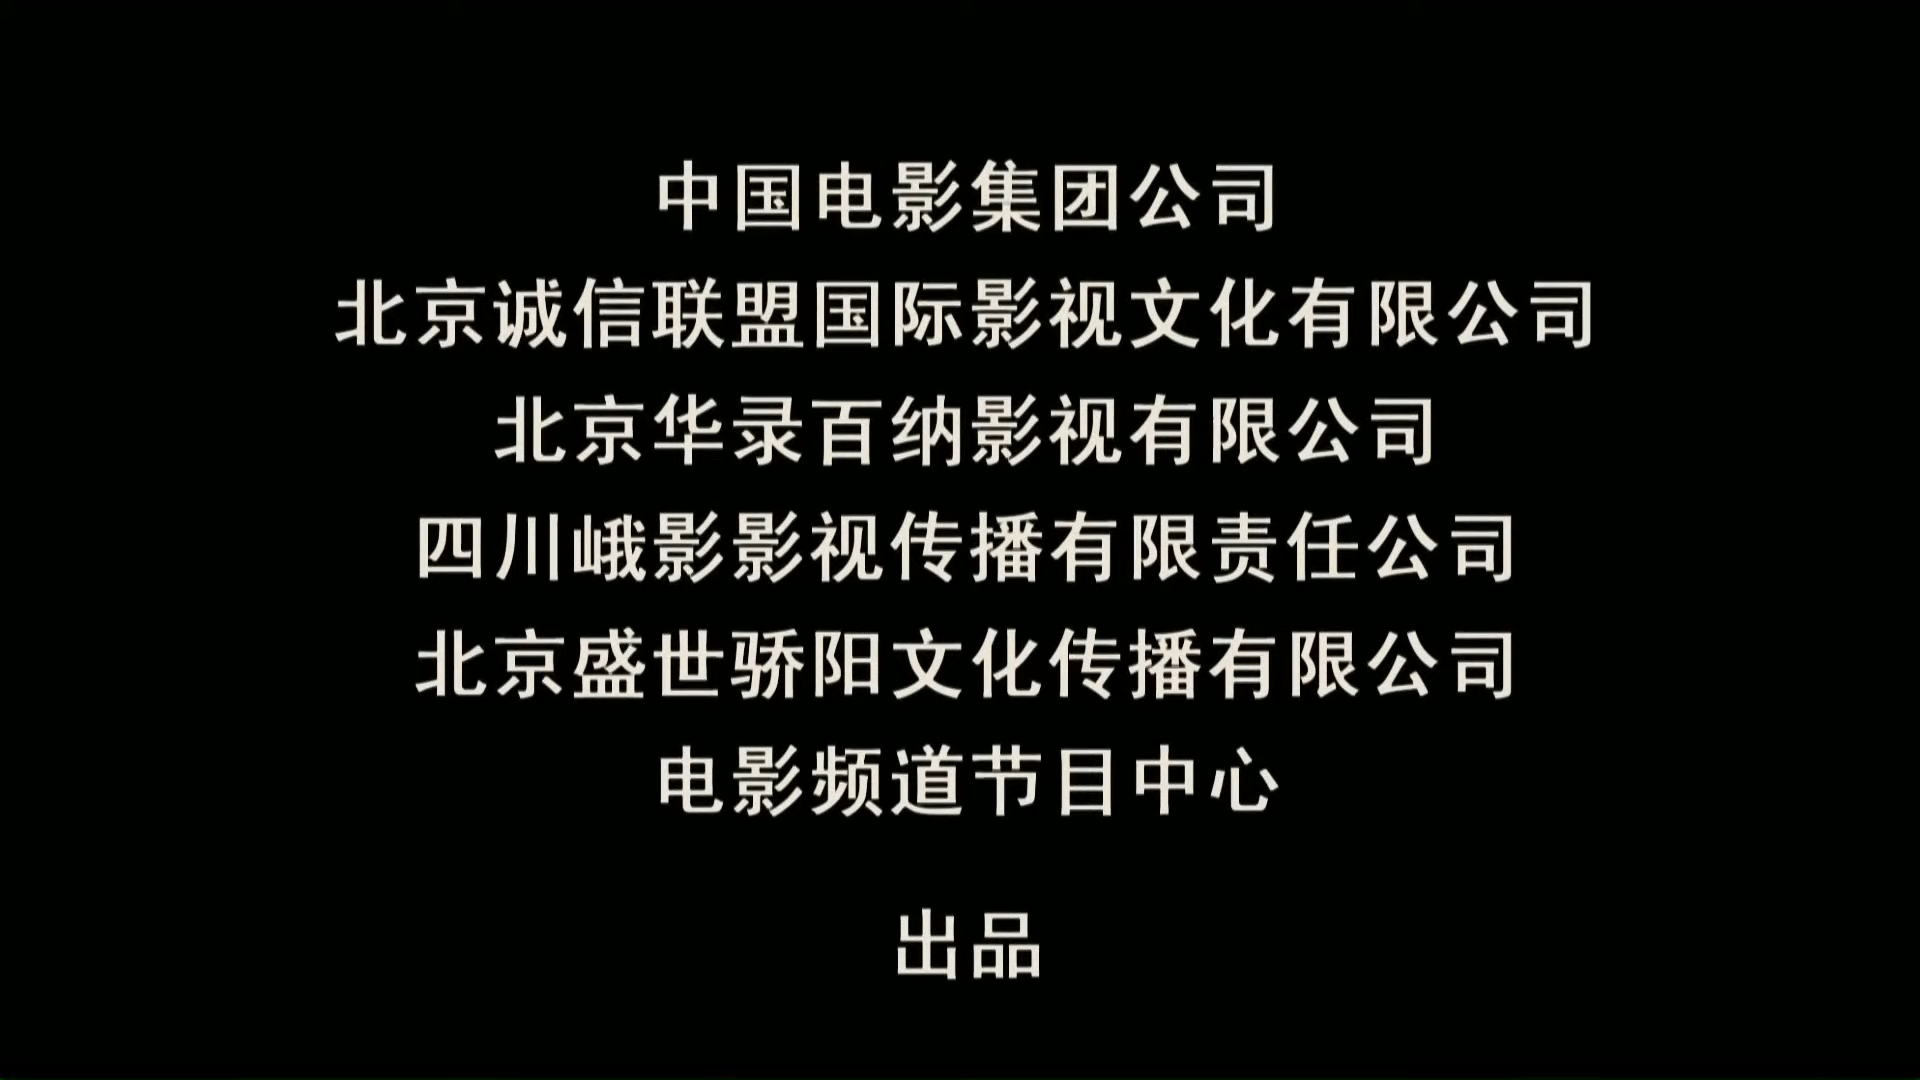 中国电影集团公司
北京诚信联盟国际影视文化有限公司
北京华录百纳影视有限公司
四川峨影影视传播有限责任公司
北京盛世骄阳文化传播有限公司
电影频道节目中心
出品